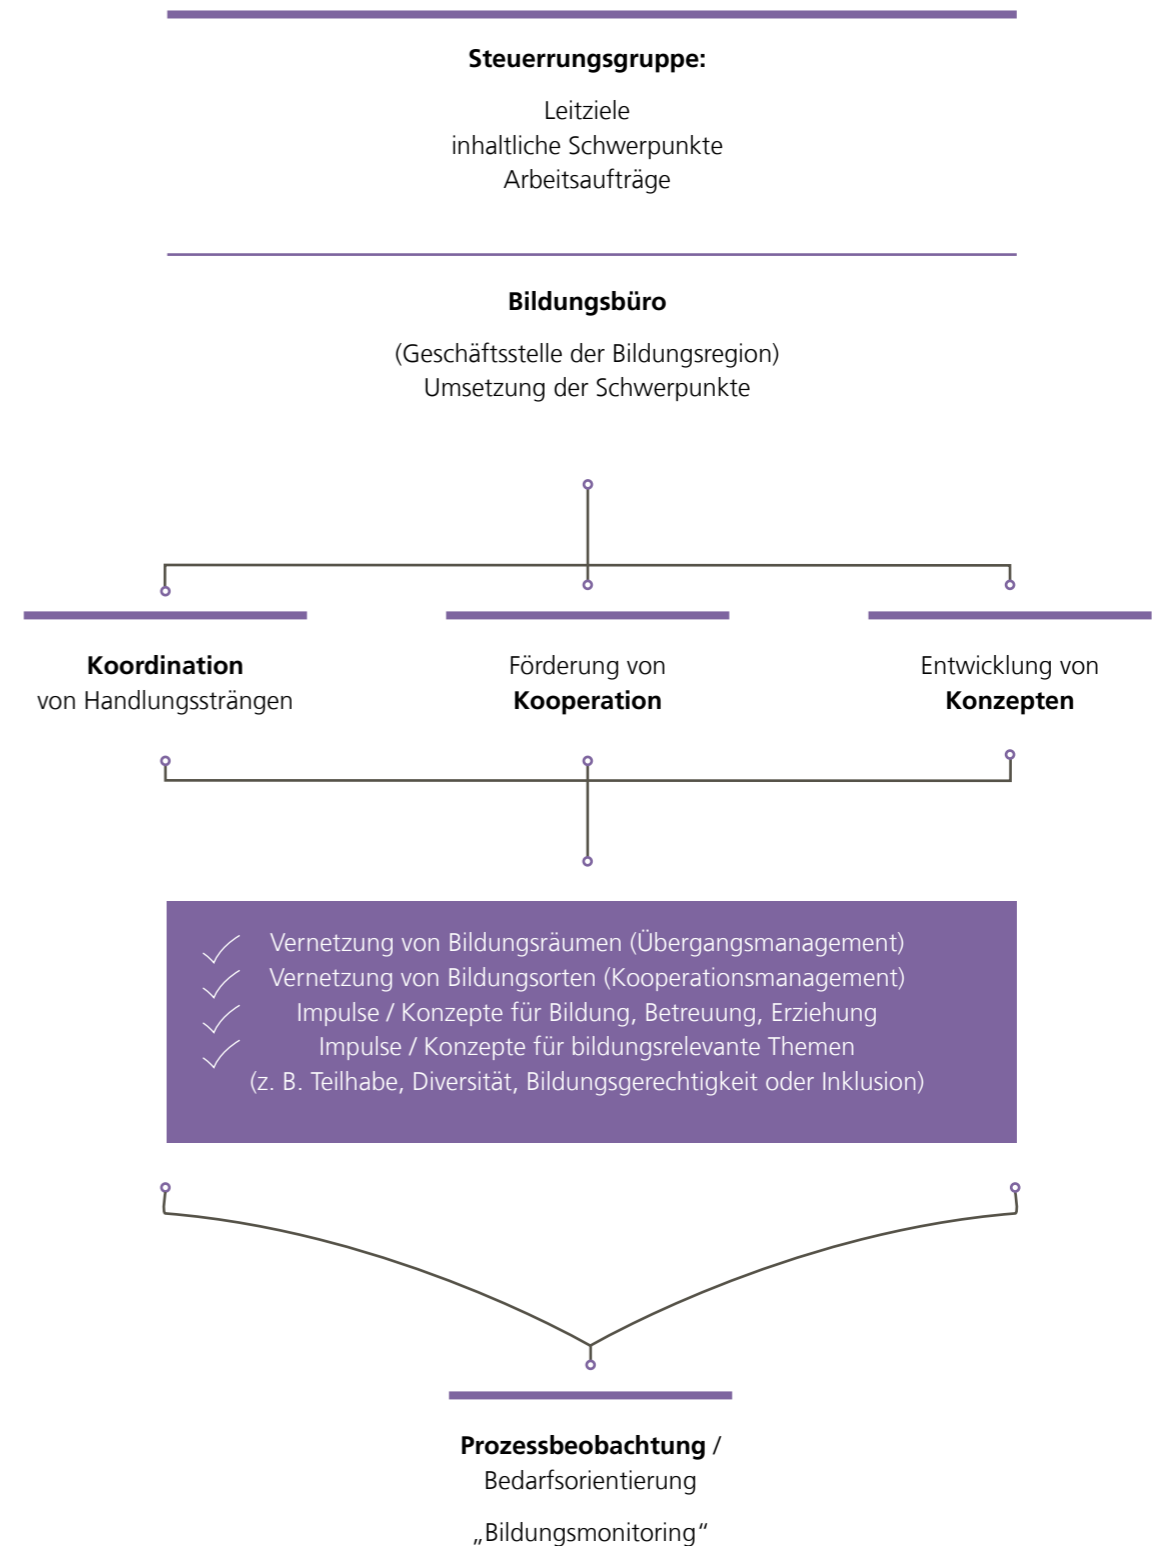 Steuerrungsgruppe:
Leitziele
inhaltliche Schwerpunkte
Arbeitsaufträge
Bildungsbüro
(Geschäftsstelle der Bildungsregion)
Umsetzung der Schwerpunkte
Koordination
von Handlungssträngen
Förderung von
Kooperation
Entwicklung von
Konzepten
Vernetzung von Bildungsräumen (Übergangsmanagement)
Vernetzung von Bildungsorten (Kooperationsmanagement)
Impulse / Konzepte für Bildung, Betreuung, Erziehung
Impulse / Konzepte für bildungsrelevante Themen
(z. B. Teilhabe, Diversität, Bildungsgerechtigkeit oder Inklusion)
Prozessbeobachtung /
Bedarfsorientierung
„Bildungsmonitoring“